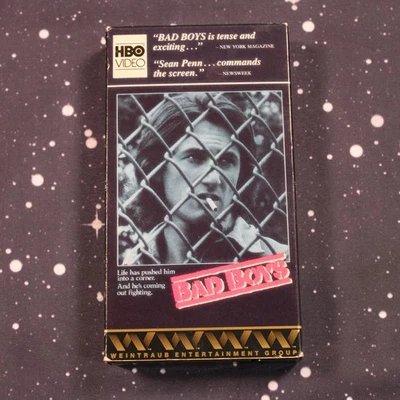 HBO
VIDEO
"BAD BOYS is tense and
exciting..." – NEW YORK MAGAZINE
"Sean Penn...commands
the screen." – NEWSWEEK
Life has pushed him
into a corner.
And he's coming
out fighting.
BAD BOYS
WEINTRAUB ENTERTAINMENT GROUP